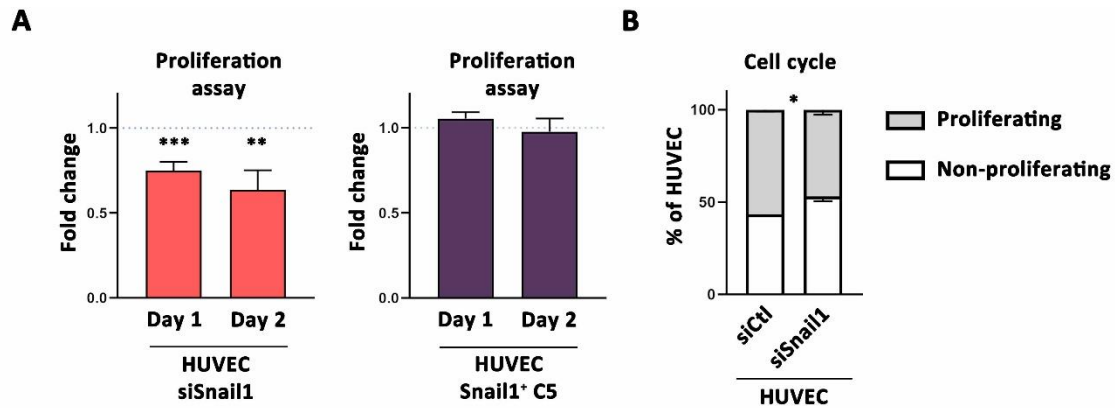 A
Proliferation
assay
Fold change
1.0
0.5
0.0
***
**
Day 1
Day 2
HUVEC
siSnail1
Proliferation
assay
Fold change
1.0
0.5
0.0
Day 1
Day 2
HUVEC
Snail1⁺ C5
B
Cell cycle
% of HUVEC
100
50
0
*
siCtl
siSnail1
HUVEC
Proliferating
Non-proliferating